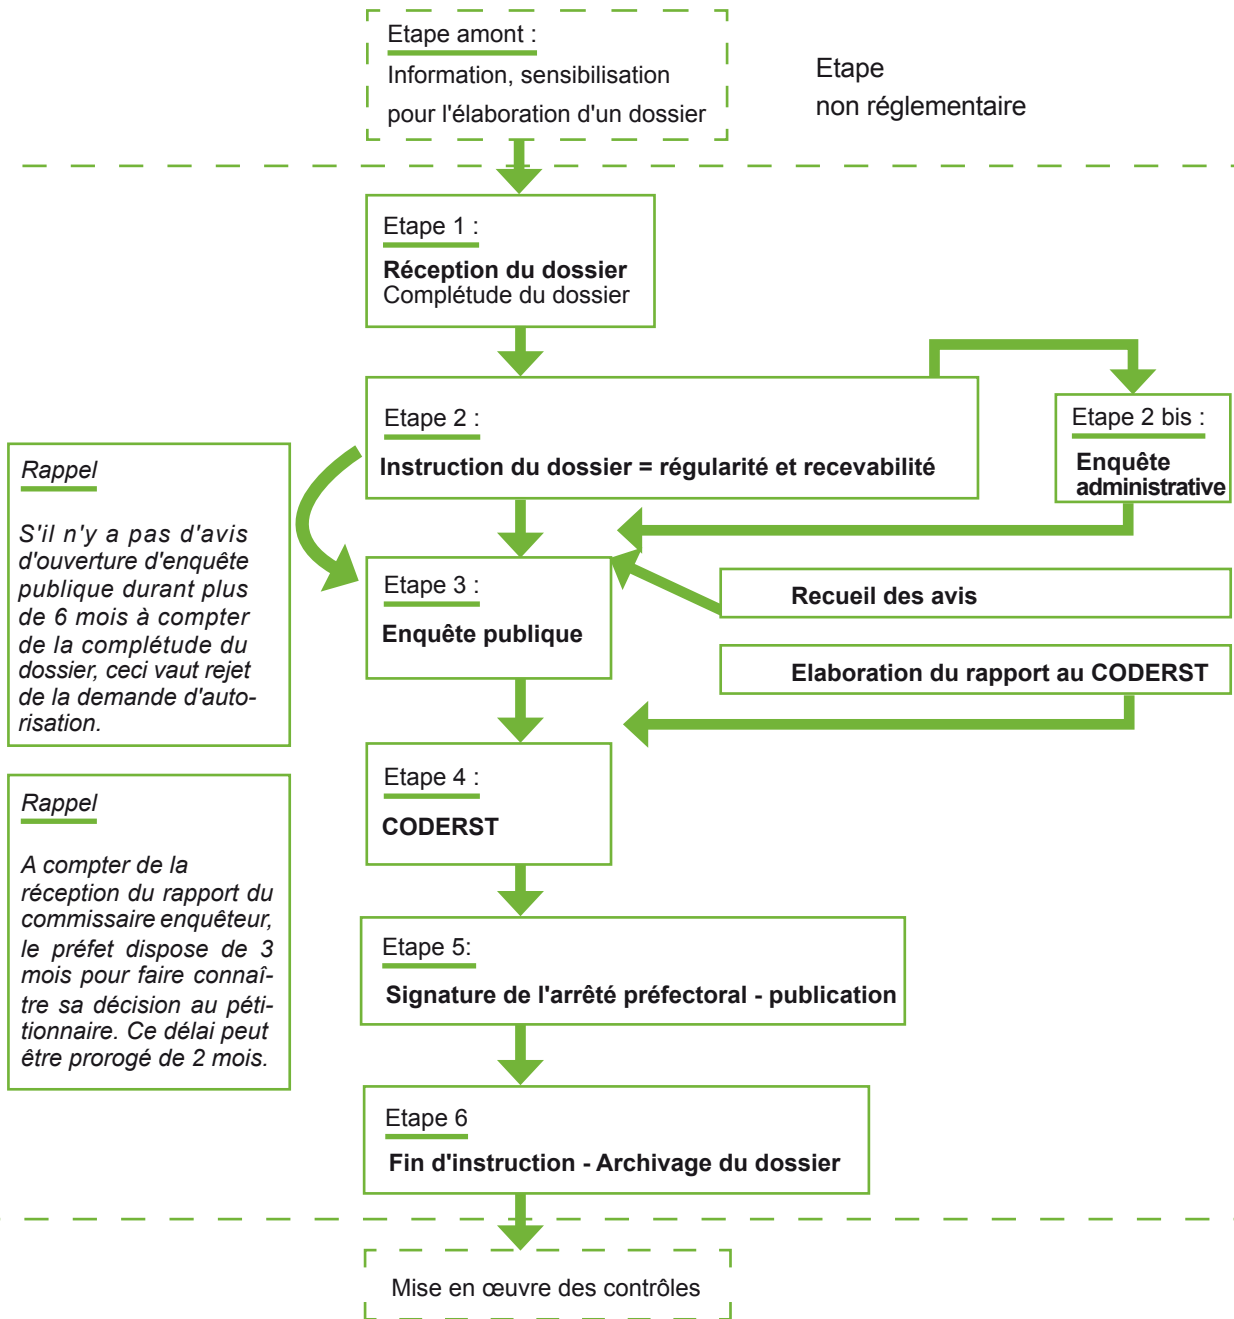 Etape amont :
Information, sensibilisation
pour l'élaboration d'un dossier
Etape
non réglementaire
Etape 1 :
Réception du dossier
Complétude du dossier
Etape 2 :
Instruction du dossier = régularité et recevabilité
Etape 2 bis :
Enquête
administrative
Rappel
S'il n'y a pas d'avis
d'ouverture d'enquête
publique durant plus
de 6 mois à compter
de la complétude du
dossier, ceci vaut rejet
de la demande d'auto-
risation.
Etape 3 :
Enquête publique
Recueil des avis
Elaboration du rapport au CODERST
Rappel
A compter de la
réception du rapport du
commissaire enquêteur,
le préfet dispose de 3
mois pour faire connaî-
tre sa décision au péti-
tionnaire. Ce délai peut
être prorogé de 2 mois.
Etape 4 :
CODERST
Etape 5:
Signature de l'arrêté préfectoral - publication
Etape 6
Fin d'instruction - Archivage du dossier
Mise en œuvre des contrôles